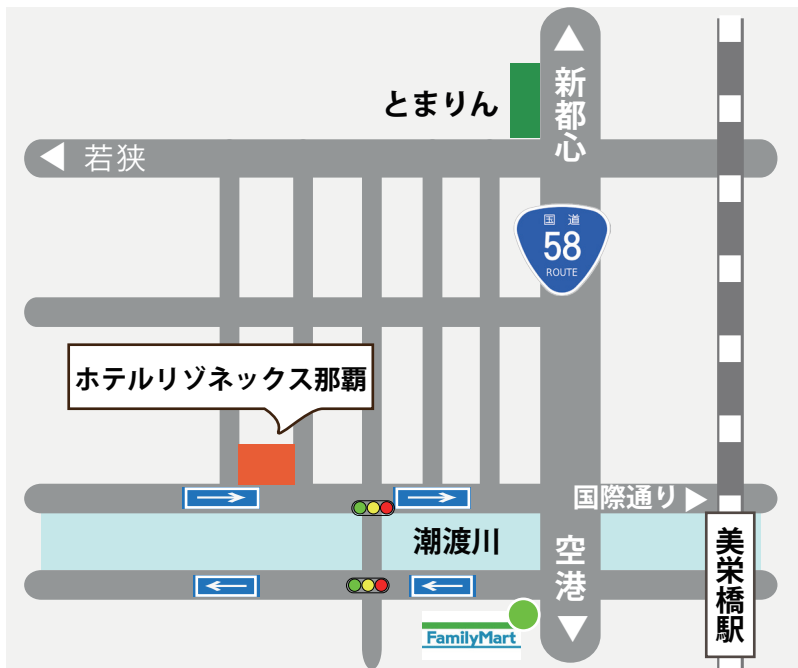 新都心
とまりん
若狭
国道
58
ROUTE
ホテルリゾネックス那覇
国際通り
潮渡川
空港
美栄橋駅
FamilyMart